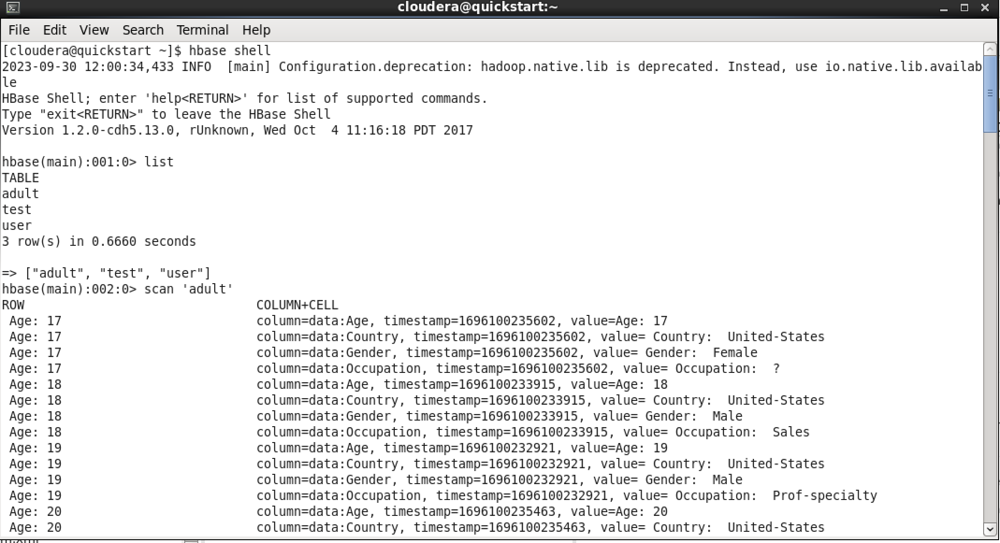 cloudera@quickstart:~
File Edit View Search Terminal Help
[cloudera@quickstart ~]$ hbase shell
2023-09-30 12:00:34,433 INFO  [main] Configuration.deprecation: hadoop.native.lib is deprecated. Instead, use io.native.lib.availab
le
HBase Shell; enter 'help<RETURN>' for list of supported commands.
Type "exit<RETURN>" to leave the HBase Shell
Version 1.2.0-cdh5.13.0, rUnknown, Wed Oct  4 11:16:18 PDT 2017
hbase(main):001:0> list
TABLE
adult
test
user
3 row(s) in 0.6660 seconds
=> ["adult", "test", "user"]
hbase(main):002:0> scan 'adult'
ROW                               COLUMN+CELL
 Age: 17                          column=data:Age, timestamp=1696100235602, value=Age: 17
 Age: 17                          column=data:Country, timestamp=1696100235602, value= Country:  United-States
 Age: 17                          column=data:Gender, timestamp=1696100235602, value= Gender:  Female
 Age: 17                          column=data:Occupation, timestamp=1696100235602, value= Occupation:  ?
 Age: 18                          column=data:Age, timestamp=1696100233915, value=Age: 18
 Age: 18                          column=data:Country, timestamp=1696100233915, value= Country:  United-States
 Age: 18                          column=data:Gender, timestamp=1696100233915, value= Gender:  Male
 Age: 18                          column=data:Occupation, timestamp=1696100233915, value= Occupation:  Sales
 Age: 19                          column=data:Age, timestamp=1696100232921, value=Age: 19
 Age: 19                          column=data:Country, timestamp=1696100232921, value= Country:  United-States
 Age: 19                          column=data:Gender, timestamp=1696100232921, value= Gender:  Male
 Age: 19                          column=data:Occupation, timestamp=1696100232921, value= Occupation:  Prof-specialty
 Age: 20                          column=data:Age, timestamp=1696100235463, value=Age: 20
 Age: 20                          column=data:Country, timestamp=1696100235463, value= Country:  United-States